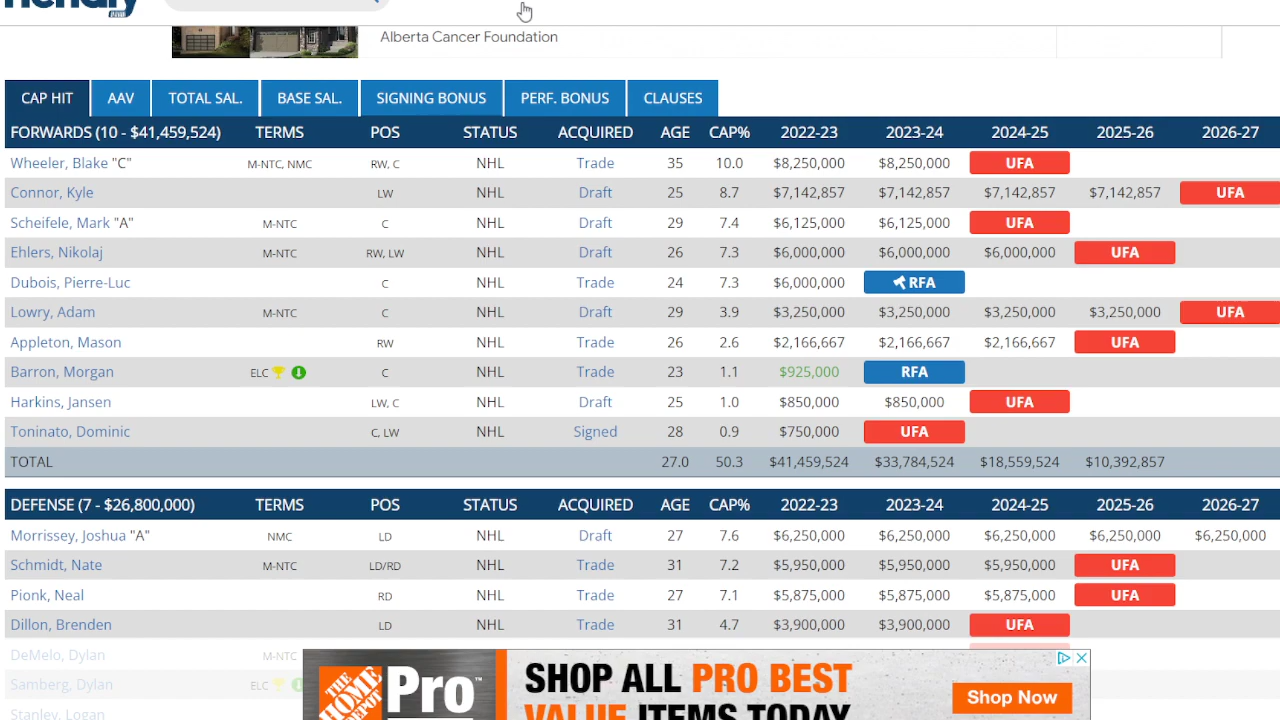 Alberta Cancer Foundation
CAP HIT AAV TOTAL SAL. BASE SAL. SIGNING BONUS PERF. BONUS CLAUSES
FORWARDS (10 - $41,459,524) TERMS POS STATUS ACQUIRED AGE CAP% 2022-23 2023-24 2024-25 2025-26 2026-27
Wheeler, Blake "C" M-NTC, NMC RW, C NHL Trade 35 10.0 $8,250,000 $8,250,000 UFA
Connor, Kyle LW NHL Draft 25 8.7 $7,142,857 $7,142,857 $7,142,857 $7,142,857 UFA
Scheifele, Mark "A" M-NTC C NHL Draft 29 7.4 $6,125,000 $6,125,000 UFA
Ehlers, Nikolaj M-NTC RW, LW NHL Draft 26 7.3 $6,000,000 $6,000,000 $6,000,000 UFA
Dubois, Pierre-Luc C NHL Trade 24 7.3 $6,000,000 RFA
Lowry, Adam M-NTC C NHL Draft 29 3.9 $3,250,000 $3,250,000 $3,250,000 $3,250,000 UFA
Appleton, Mason RW NHL Trade 26 2.6 $2,166,667 $2,166,667 $2,166,667 UFA
Barron, Morgan ELC C NHL Trade 23 1.1 $925,000 RFA
Harkins, Jansen LW, C NHL Draft 25 1.0 $850,000 $850,000 UFA
Toninato, Dominic C, LW NHL Signed 28 0.9 $750,000 UFA
TOTAL 27.0 50.3 $41,459,524 $33,784,524 $18,559,524 $10,392,857
DEFENSE (7 - $26,800,000) TERMS POS STATUS ACQUIRED AGE CAP% 2022-23 2023-24 2024-25 2025-26 2026-27
Morrissey, Joshua "A" NMC LD NHL Draft 27 7.6 $6,250,000 $6,250,000 $6,250,000 $6,250,000 $6,250,000
Schmidt, Nate M-NTC LD/RD NHL Trade 31 7.2 $5,950,000 $5,950,000 $5,950,000 UFA
Pionk, Neal RD NHL Trade 27 7.1 $5,875,000 $5,875,000 $5,875,000 UFA
Dillon, Brenden LD NHL Trade 31 4.7 $3,900,000 $3,900,000 UFA
DeMelo, Dylan M-NTC
Samberg, Dylan ELC
Stanley, Logan
THE HOME DEPOT Pro
SHOP ALL PRO BEST
VALUE ITEMS TODAY
Shop Now